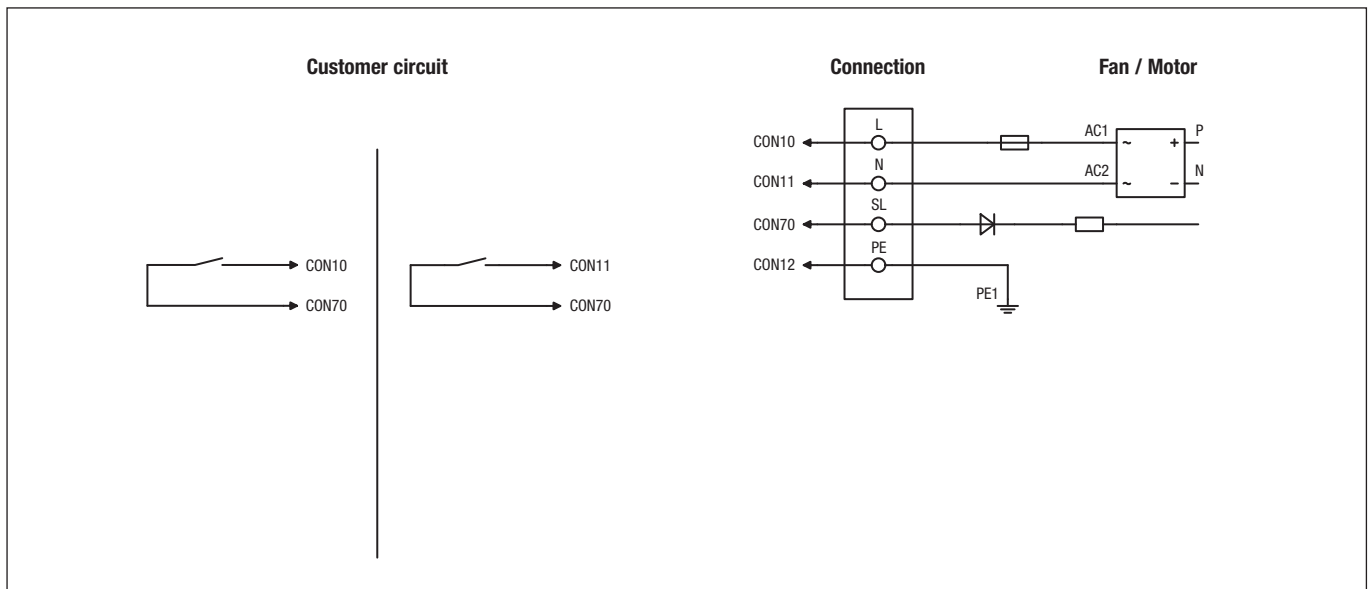 Customer circuit
Connection
Fan / Motor
CON10
CON70
CON11
CON70
L
CON10
AC1
~
+
P
N
CON11
AC2
~
−
N
SL
CON70
PE
CON12
PE1